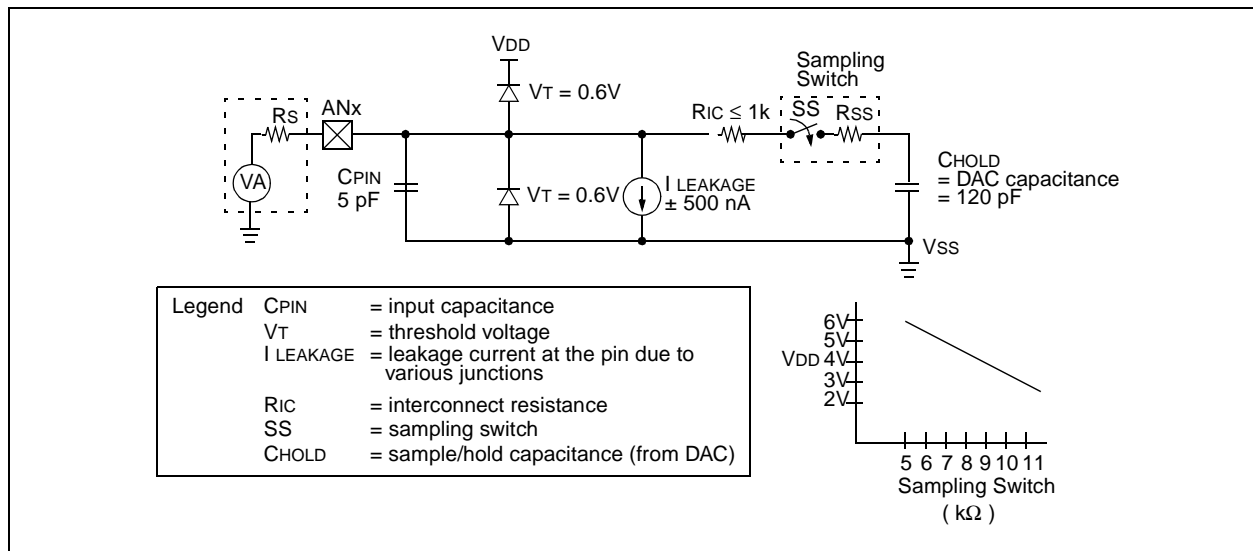 VDD
Sampling
Switch
VT = 0.6V
RS
ANx
RIC ≤ 1k
SS
RSS
VA
CPIN
5 pF
VT = 0.6V
I LEAKAGE
± 500 nA
CHOLD
= DAC capacitance
= 120 pF
VSS
Legend CPIN = input capacitance
VT = threshold voltage
I LEAKAGE = leakage current at the pin due to
various junctions
RIC = interconnect resistance
SS = sampling switch
CHOLD = sample/hold capacitance (from DAC)
6V
5V
VDD 4V
3V
2V
5 6 7 8 9 10 11
Sampling Switch
( kΩ )